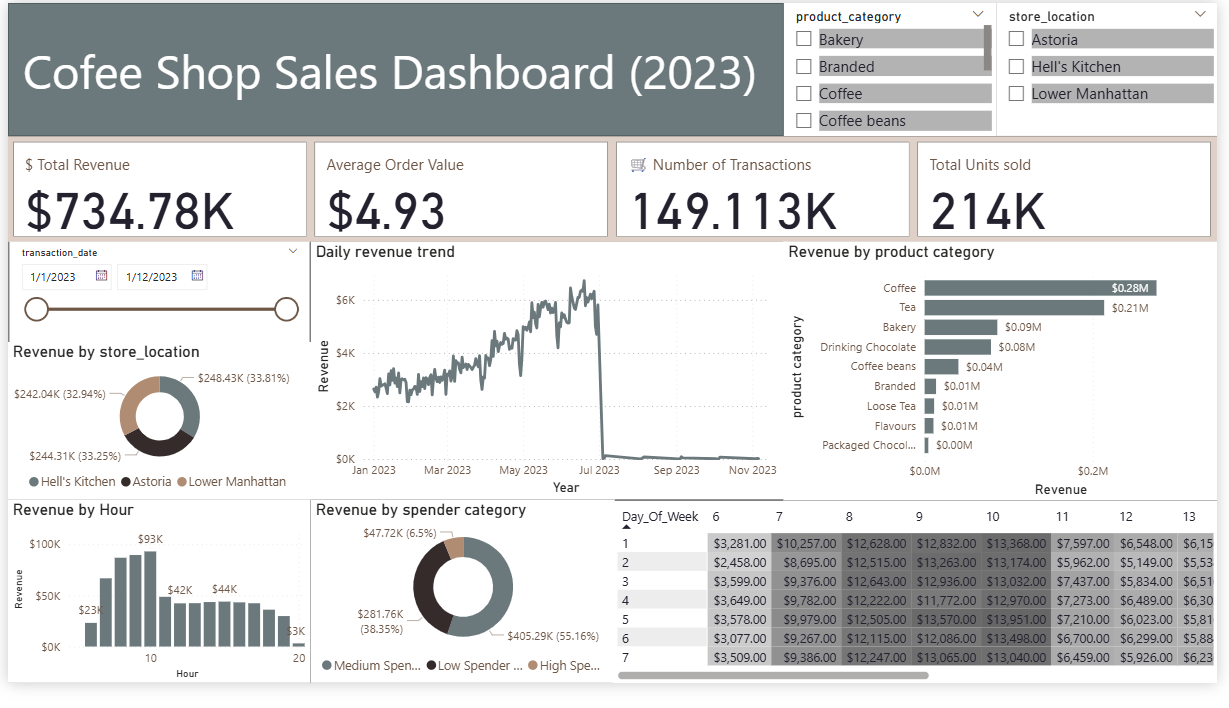 Cofee Shop Sales Dashboard (2023)
product_category
Bakery
Branded
Coffee
Coffee beans
store_location
Astoria
Hell's Kitchen
Lower Manhattan
$ Total Revenue
$734.78K
Average Order Value
$4.93
🛒 Number of Transactions
149.113K
Total Units sold
214K
transaction_date
1/1/2023
1/12/2023
Revenue by store_location
$248.43K (33.81%)
$242.04K (32.94%)
$244.31K (33.25%)
Hell's Kitchen Astoria Lower Manhattan
Daily revenue trend
Revenue
$6K
$4K
$2K
$0K
Jan 2023 Mar 2023 May 2023 Jul 2023 Sep 2023 Nov 2023
Year
Revenue by product category
product category
Coffee $0.28M
Tea $0.21M
Bakery $0.09M
Drinking Chocolate $0.08M
Coffee beans $0.04M
Branded $0.01M
Loose Tea $0.01M
Flavours $0.01M
Packaged Chocol... $0.00M
$0.0M $0.2M
Revenue
Revenue by Hour
Revenue
$100K
$50K
$0K
$23K
$93K
$42K
$44K
$3K
10 20
Hour
Revenue by spender category
$47.72K (6.5%)
$281.76K
(38.35%)
$405.29K (55.16%)
Medium Spen... Low Spender ... High Spe...
Day_Of_Week 6 7 8 9 10 11 12 13
1 $3,281.00 $10,257.00 $12,628.00 $12,832.00 $13,368.00 $7,597.00 $6,548.00 $6,15
2 $2,458.00 $8,695.00 $12,515.00 $13,263.00 $13,174.00 $5,962.00 $5,149.00 $5,53
3 $3,599.00 $9,376.00 $12,643.00 $12,936.00 $13,032.00 $7,437.00 $5,834.00 $6,51
4 $3,649.00 $9,782.00 $12,222.00 $11,772.00 $12,970.00 $7,273.00 $6,489.00 $6,30
5 $3,578.00 $9,979.00 $12,505.00 $13,570.00 $13,951.00 $7,210.00 $6,023.00 $5,81
6 $3,077.00 $9,267.00 $12,115.00 $12,086.00 $13,498.00 $6,700.00 $6,299.00 $5,88
7 $3,509.00 $9,386.00 $12,247.00 $13,065.00 $13,040.00 $6,459.00 $5,926.00 $6,23